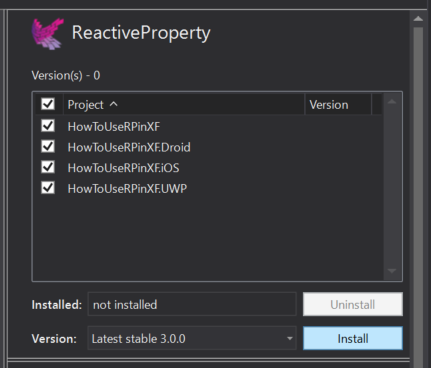 ReactiveProperty
Version(s) - 0
Project Version
HowToUseRPinXF
HowToUseRPinXF.Droid
HowToUseRPinXF.iOS
HowToUseRPinXF.UWP
Installed: not installed Uninstall
Version: Latest stable 3.0.0 Install